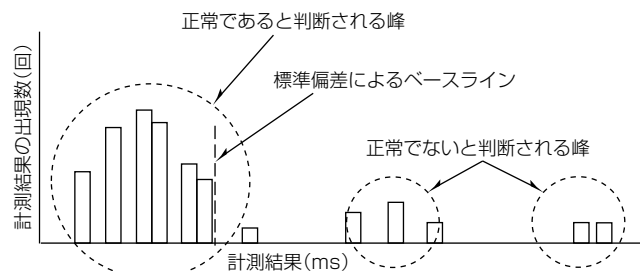 正常であると判断される峰
標準偏差によるベースライン
正常でないと判断される峰
計測結果の出現数(回)
計測結果(ms)